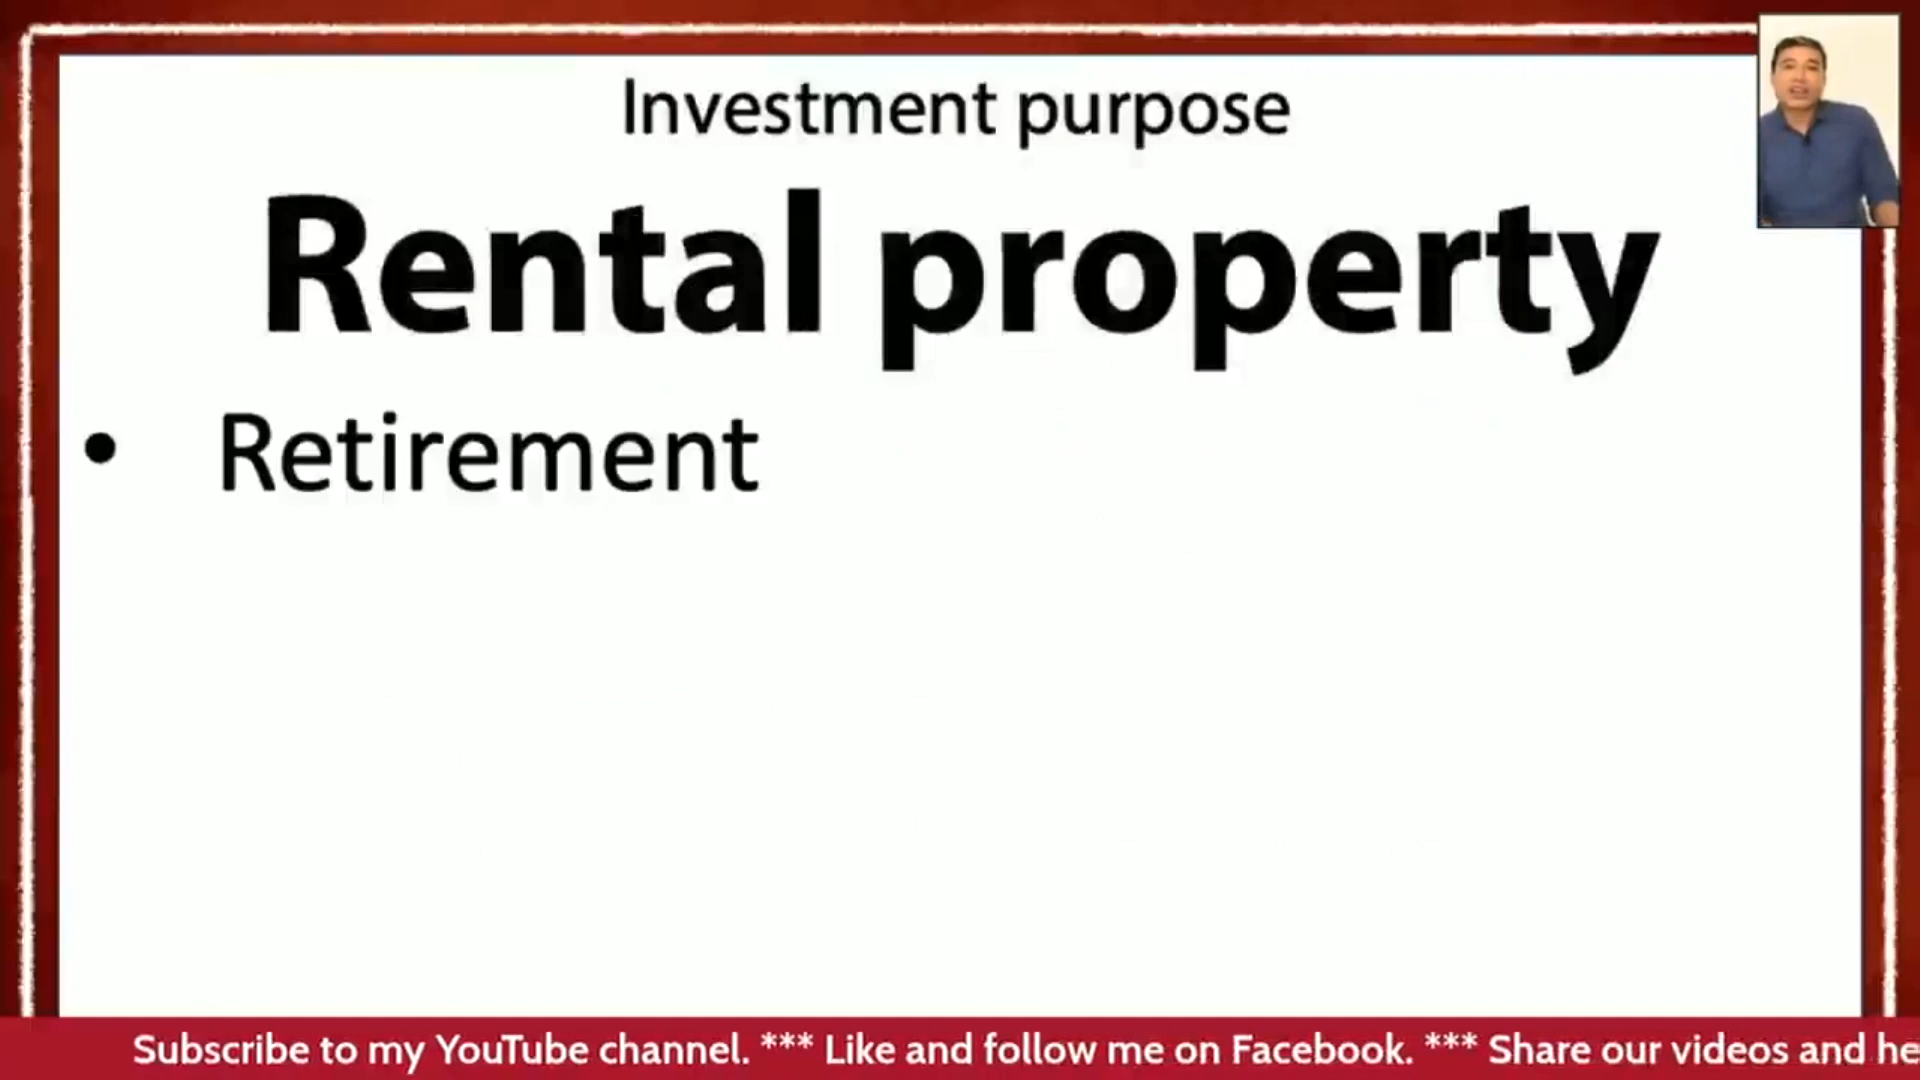 Investment purpose
Rental property
• Retirement
Subscribe to my YouTube channel. *** Like and follow me on Facebook. *** Share our videos and he